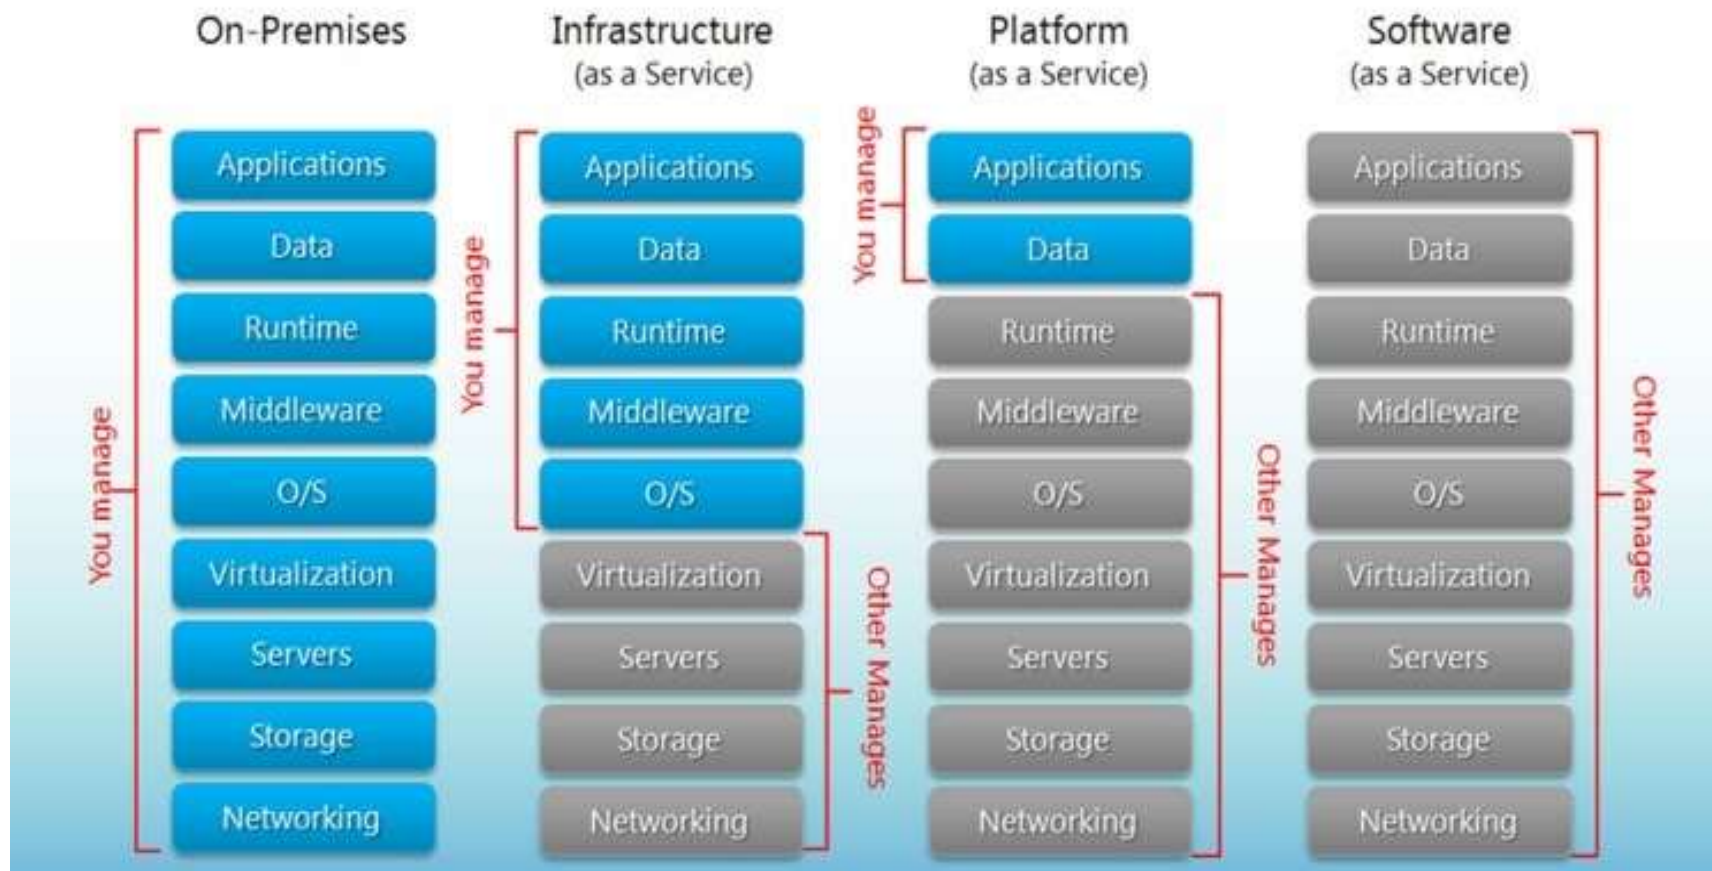 On-Premises
Infrastructure
(as a Service)
Platform
(as a Service)
Software
(as a Service)
You manage
Applications
Data
Runtime
Middleware
O/S
Virtualization
Servers
Storage
Networking
You manage
Applications
Data
Runtime
Middleware
O/S
Virtualization
Servers
Storage
Networking
Other Manages
You manage
Applications
Data
Runtime
Middleware
O/S
Virtualization
Servers
Storage
Networking
Other Manages
Applications
Data
Runtime
Middleware
O/S
Virtualization
Servers
Storage
Networking
Other Manages